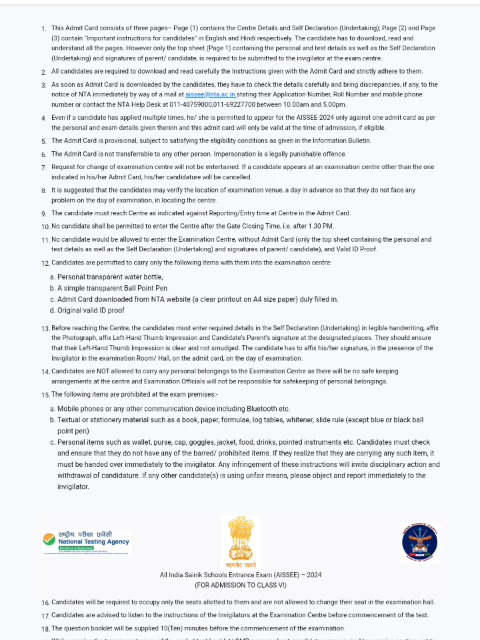 1. This Admit Card consists of three pages– Page (1) contains the Centre Details and Self Declaration (Undertaking); Page (2) and Page
(3) contain "Important instructions for candidates" in English and Hindi respectively. The candidate has to download, read and
understand all the pages. However only the top sheet (Page 1) containing the personal and test details as well as the Self Declaration
(Undertaking) and signatures of parent/ candidate, is required to be submitted to the invigilator at the exam centre.
2. All candidates are required to download and read carefully the Instructions given with the Admit Card and strictly adhere to them.
3. As soon as Admit Card is downloaded by the candidates, they have to check the details carefully and bring discrepancies, if any, to the
notice of NTA immediately by way of a mail at aissee@nta.ac.in stating their Application Number, Roll Number and mobile phone
number or contact the NTA Help Desk at 011-40759000,011-69227700 between 10.00am and 5.00pm.
4. Even if a candidate has applied multiple times, he/ she is permitted to appear for the AISSEE-2024 only against one admit card as per
the personal and exam details given therein and this admit card will only be valid at the time of admission, if eligible.
5. The Admit Card is provisional, subject to satisfying the eligibility conditions as given in the Information Bulletin.
6. The Admit Card is not transferrable to any other person. Impersonation is a legally punishable offence.
7. Request for change of examination centre will not be entertained. If a candidate appears at an examination centre other than the one
indicated in his/her Admit Card, his/her candidature will be cancelled.
8. It is suggested that the candidates may verify the location of examination venue, a day in advance so that they do not face any
problem on the day of examination, in locating the centre.
9. The candidate must reach Centre as indicated against Reporting/Entry time at Centre in the Admit Card.
10. No candidate shall be permitted to enter the Centre after the Gate Closing Time, i.e. after 1.30 PM.
11. No candidate would be allowed to enter the Examination Centre, without Admit Card (only the top sheet containing the personal and
test details as well as the Self Declaration (Undertaking) and signatures of parent/ candidate), and Valid ID Proof.
12. Candidates are permitted to carry only the following items with them into the examination centre:
a. Personal transparent water bottle,
b. A simple transparent Ball Point Pen
c. Admit Card downloaded from NTA website (a clear printout on A4 size paper) duly filled in.
d. Original valid ID proof
13. Before reaching the Centre, the candidates must enter required details in the Self Declaration (Undertaking) in legible handwriting, affix
the Photograph, affix Left-Hand Thumb Impression and Candidate's Parent's signature at the designated places. They should ensure
that their Left-Hand Thumb Impression is clear and not smudged. The candidate has to affix his/her signature, in the presence of the
Invigilator in the examination Room/ Hall, on the admit card, on the day of examination.
14. Candidates are NOT allowed to carry any personal belongings to the Examination Centre as there will be no safe keeping
arrangements at the centre and Examination Officials will not be responsible for safekeeping of personal belongings.
15. The following items are prohibited at the exam premises:-
a. Mobile phones or any other communication device including Bluetooth etc.
b. Textual or stationery material such as a book, paper, formulae, log tables, whitener, slide rule (except blue or black ball
point pen)
c. Personal items such as wallet, purse, cap, goggles, jacket, food, drinks, pointed instruments etc. Candidates must check
and ensure that they do not have any of the barred/ prohibited items. If they realize that they are carrying any such item, it
must be handed over immediately to the invigilator. Any infringement of these instructions will invite disciplinary action and
withdrawal of candidature. If any other candidate(s) is using unfair means, please object and report immediately to the
invigilator.
राष्ट्रीय परीक्षा एजेंसी
National Testing Agency
सत्यमेव जयते
All India Sainik Schools Entrance Exam (AISSEE) – 2024
(FOR ADMISSION TO CLASS VI)
16. Candidates will be required to occupy only the seats allotted to them and are not allowed to change their seat in the examination hall.
17. Candidates are advised to listen to the instructions of the Invigilators at the Examination Centre before commencement of the test.
18. The question booklet will be supplied 10(Ten) minutes before the commencement of the examination.